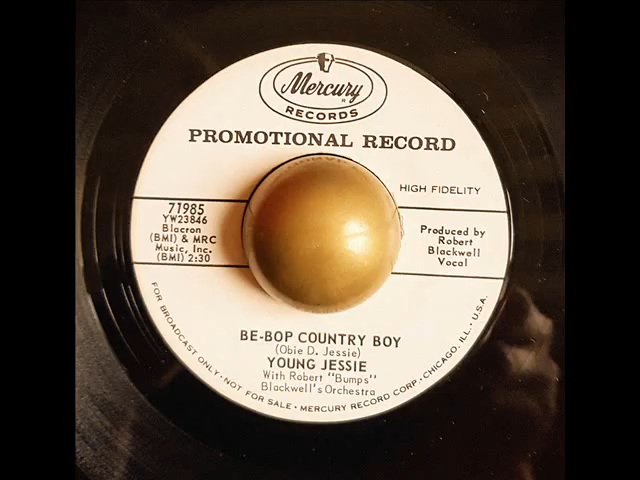 Mercury
R
RECORDS
PROMOTIONAL RECORD
HIGH FIDELITY
71985
YW23846
Blacron
(BMI) & MRC
Music, Inc.
(BMI) 2:30
Produced by
Robert
Blackwell
Vocal
BE-BOP COUNTRY BOY
(Obie D. Jessie)
YOUNG JESSIE
With Robert "Bumps"
Blackwell's Orchestra
FOR BROADCAST ONLY • NOT FOR SALE • MERCURY RECORD CORP. • CHICAGO, ILL. • U.S.A.